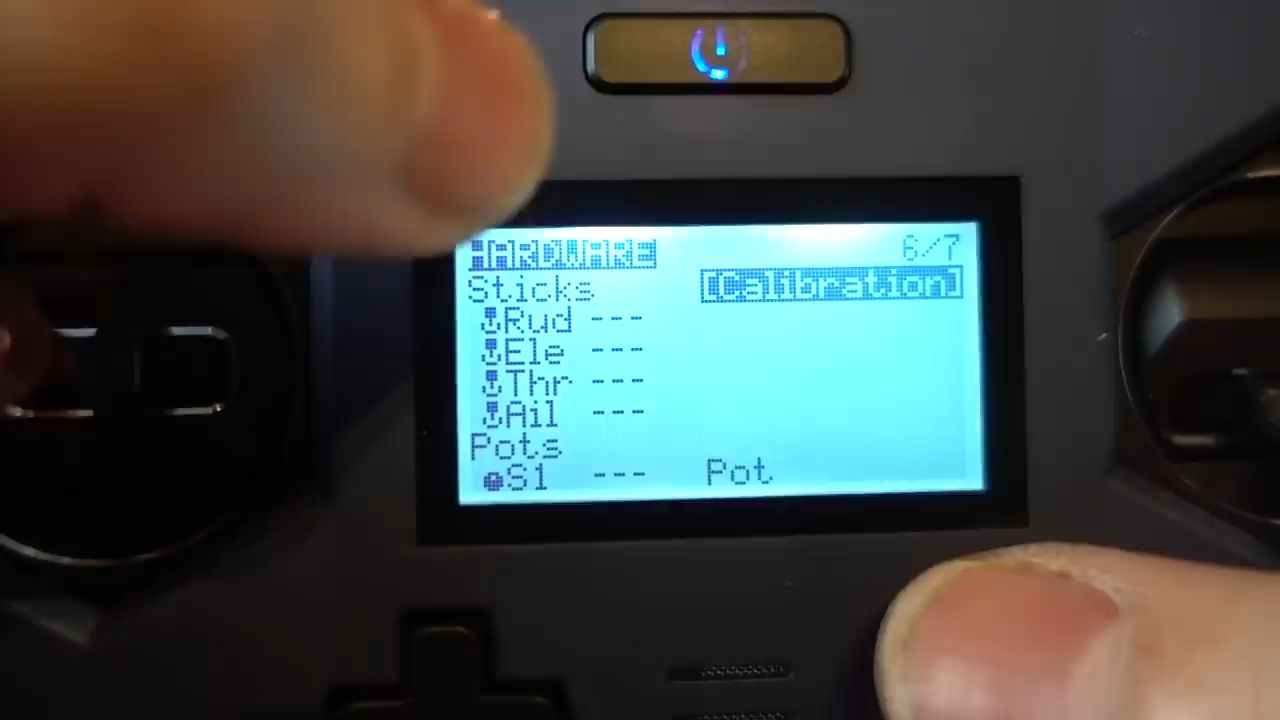 HARDWARE 6/7
Sticks [Calibration]
Rud ---
Ele ---
Thr ---
Ail ---
Pots
S1 --- Pot